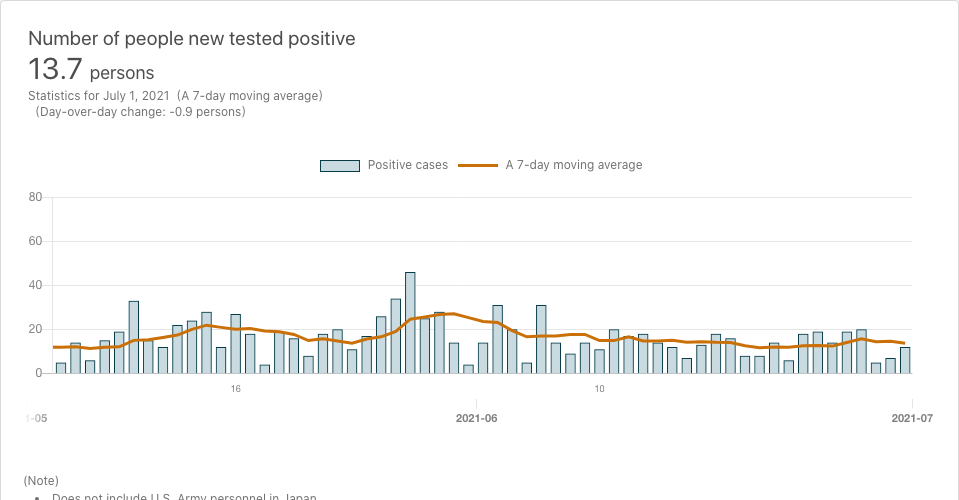 Number of people new tested positive
13.7 persons
Statistics for July 1, 2021 (A 7-day moving average)
(Day-over-day change: -0.9 persons)
Positive cases
A 7-day moving average
80
60
40
20
0
16
10
-05
2021-06
2021-07
(Note)
• Does not include U.S. Army personnel in Japan